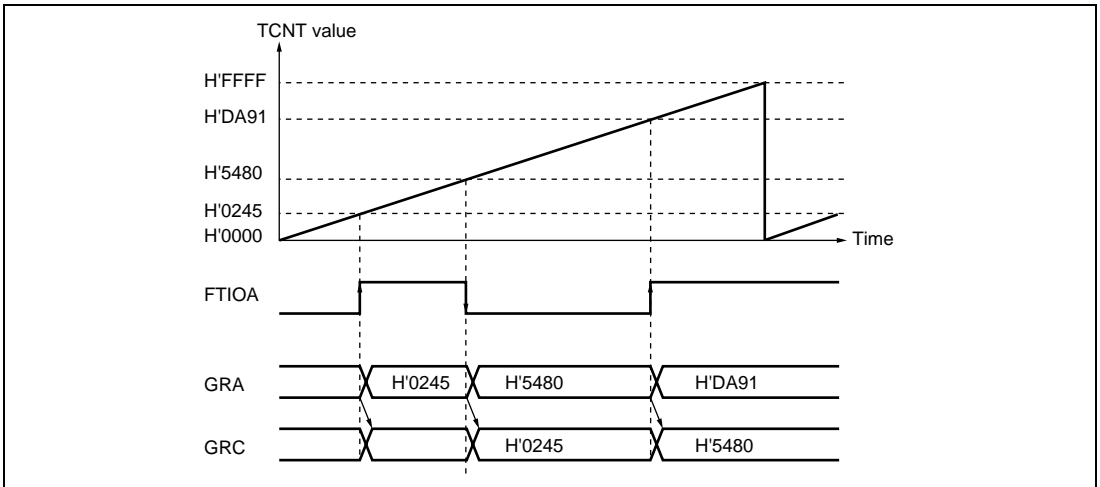 TCNT value
H'FFFF
H'DA91
H'5480
H'0245
H'0000
Time
FTIOA
GRA H'0245 H'5480 H'DA91
GRC H'0245 H'5480